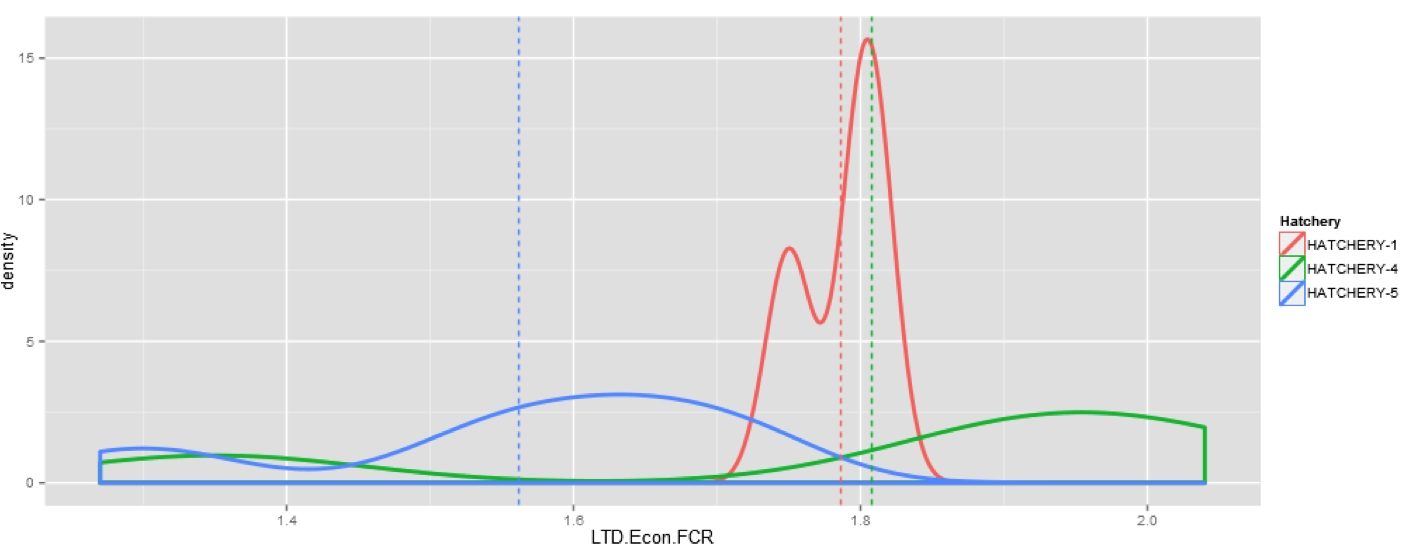 15
10
5
0
density
1.4
1.6
1.8
2.0
LTD.Econ.FCR
Hatchery
HATCHERY-1
HATCHERY-4
HATCHERY-5